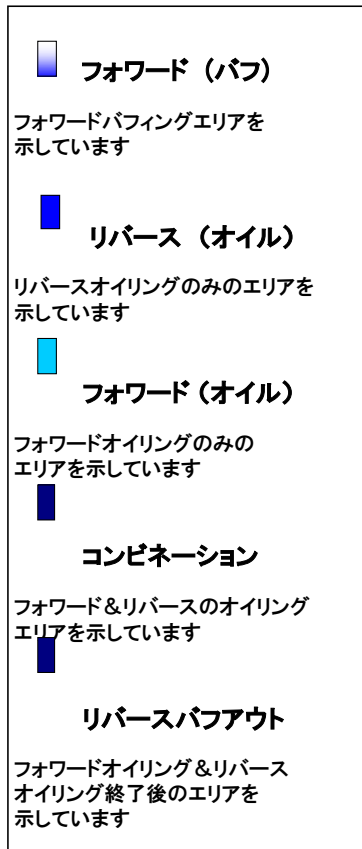 フォワード（バフ）
フォワードバフィングエリアを
示しています
リバース（オイル）
リバースオイリングのみのエリアを
示しています
フォワード（オイル）
フォワードオイリングのみの
エリアを示しています
コンビネーション
フォワード＆リバースのオイリング
エリアを示しています
リバースバフアウト
フォワードオイリング＆リバース
オイリング終了後のエリアを
示しています